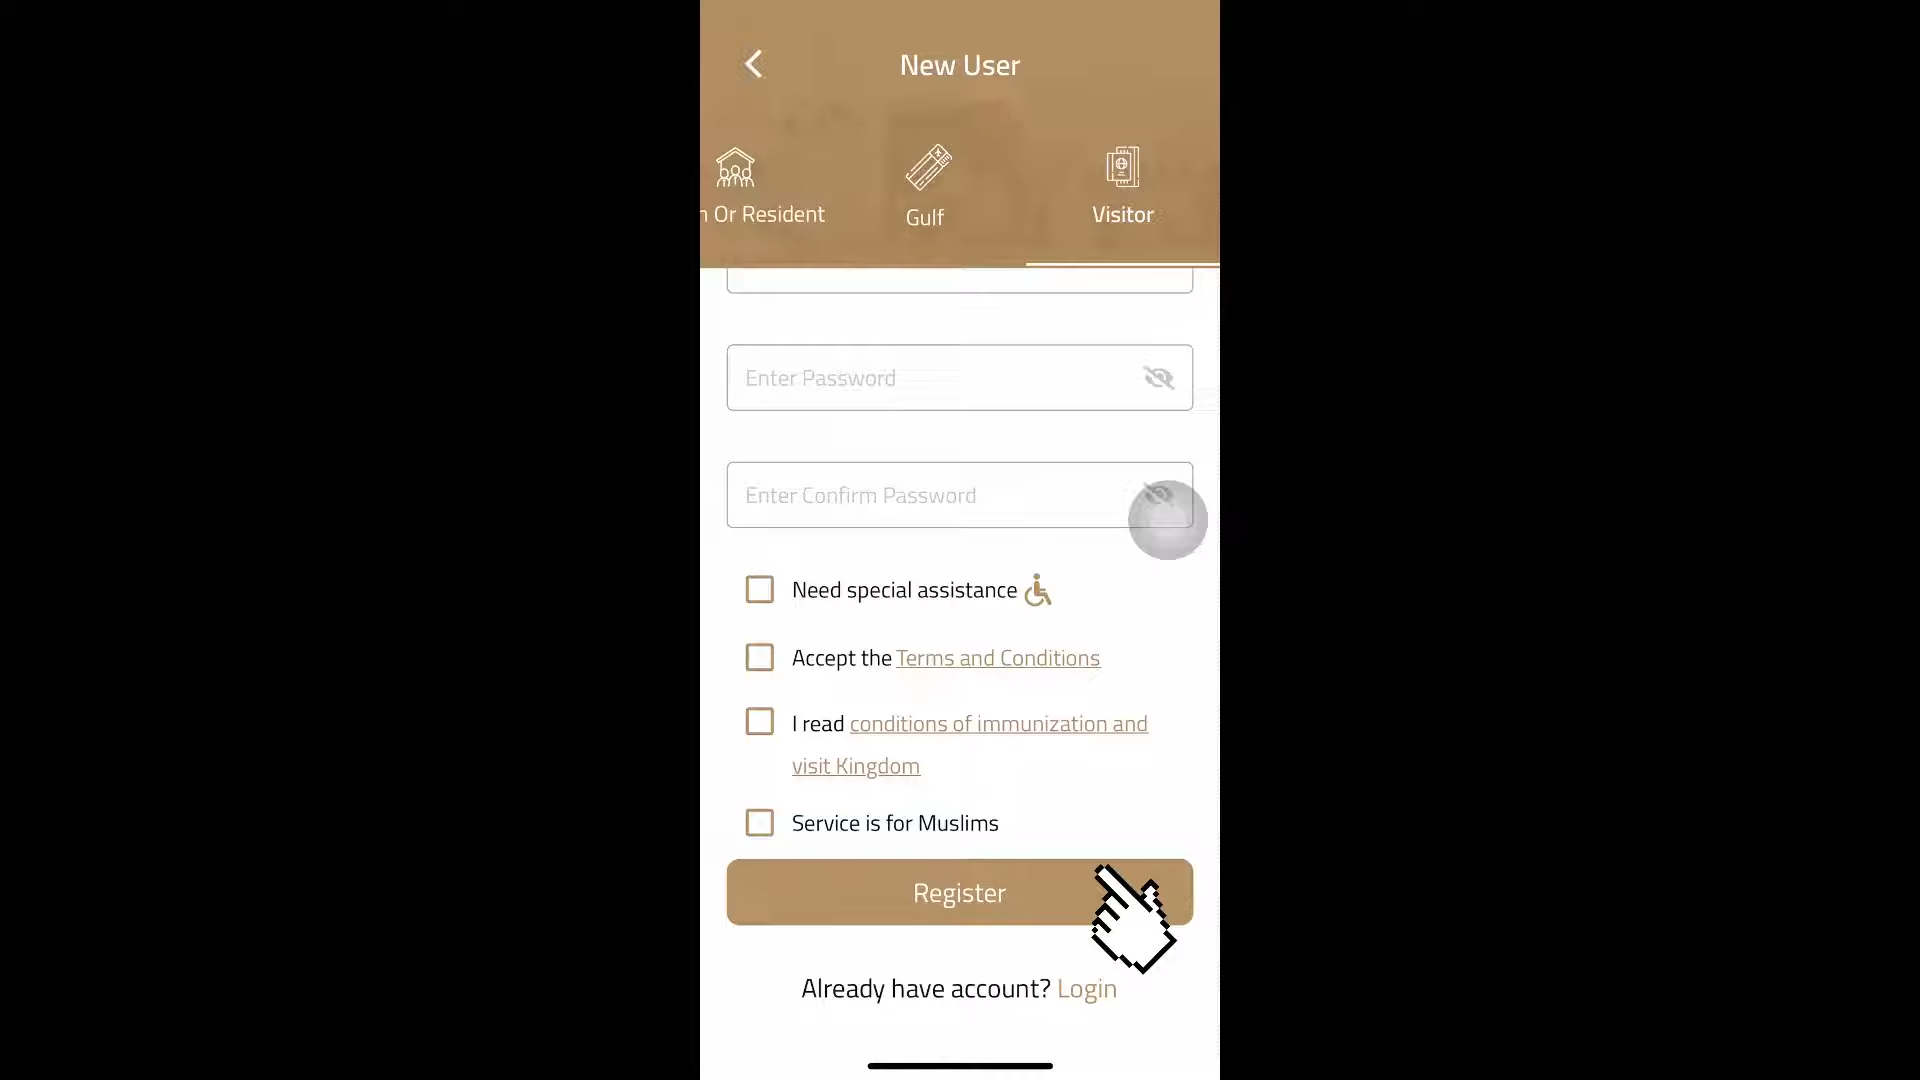 New User
n Or Resident
Gulf
Visitor
Enter Password
Enter Confirm Password
Need special assistance
Accept the Terms and Conditions
I read conditions of immunization and
visit Kingdom
Service is for Muslims
Register
Already have account? Login